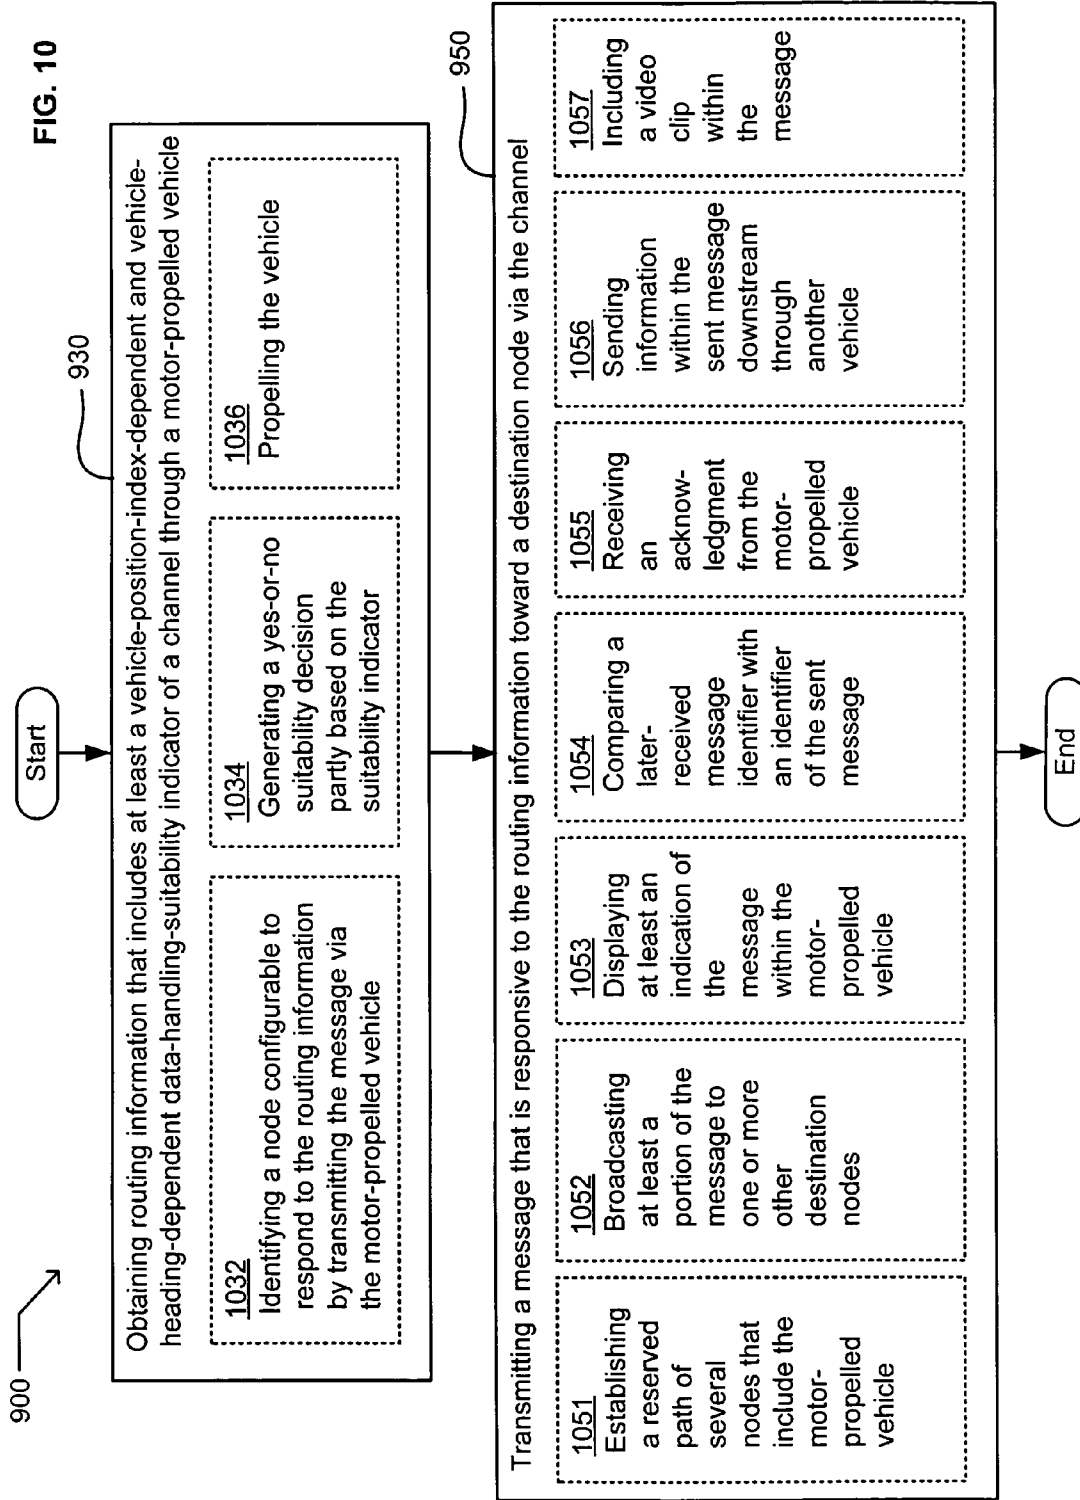 FIG. 10
900
Start
930
Obtaining routing information that includes at least a vehicle-position-index-dependent and vehicle-
heading-dependent data-handling-suitability indicator of a channel through a motor-propelled vehicle
1032
Identifying a node configurable to
respond to the routing information
by transmitting the message via
the motor-propelled vehicle
1034
Generating a yes-or-no
suitability decision
partly based on the
suitability indicator
1036
Propelling the vehicle
950
Transmitting a message that is responsive to the routing information toward a destination node via the channel
1051
Establishing
a reserved
path of
several
nodes that
include the
motor-
propelled
vehicle
1052
Broadcasting
at least a
portion of the
message to
one or more
other
destination
nodes
1053
Displaying
at least an
indication of
the
message
within the
motor-
propelled
vehicle
1054
Comparing a
later-
received
message
identifier with
an identifier
of the sent
message
1055
Receiving
an
acknow-
ledgment
from the
motor-
propelled
vehicle
1056
Sending
information
within the
sent message
downstream
through
another
vehicle
1057
Including
a video
clip
within
the
message
End